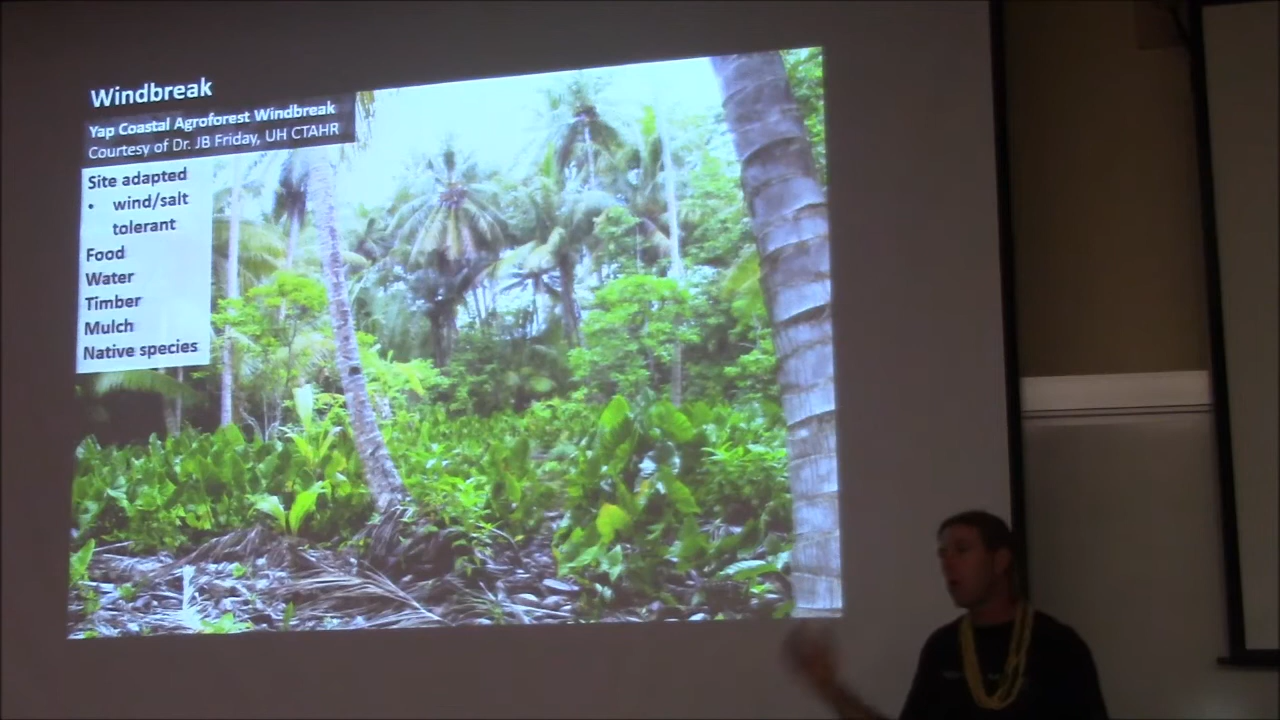 Windbreak
Yap Coastal Agroforest Windbreak
Courtesy of Dr. JB Friday, UH CTAHR
Site adapted
• wind/salt
tolerant
Food
Water
Timber
Mulch
Native species